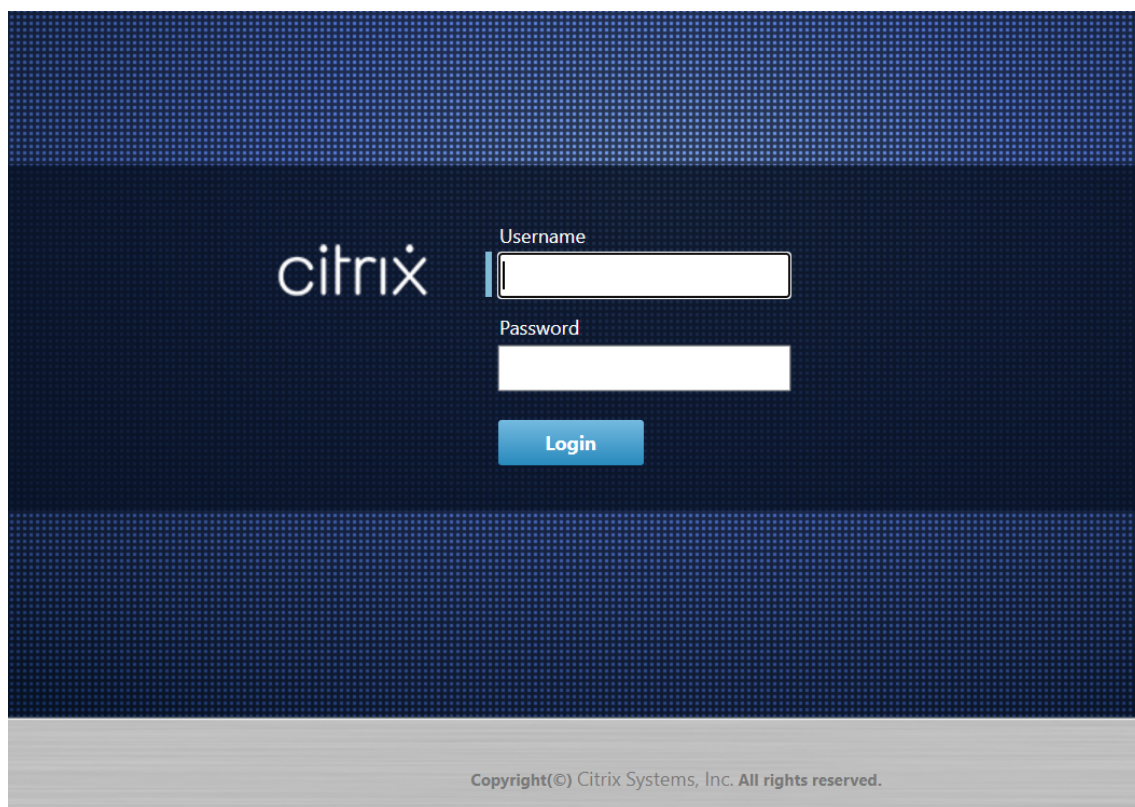 citrix
Username
Password
Login
Copyright(©) Citrix Systems, Inc. All rights reserved.